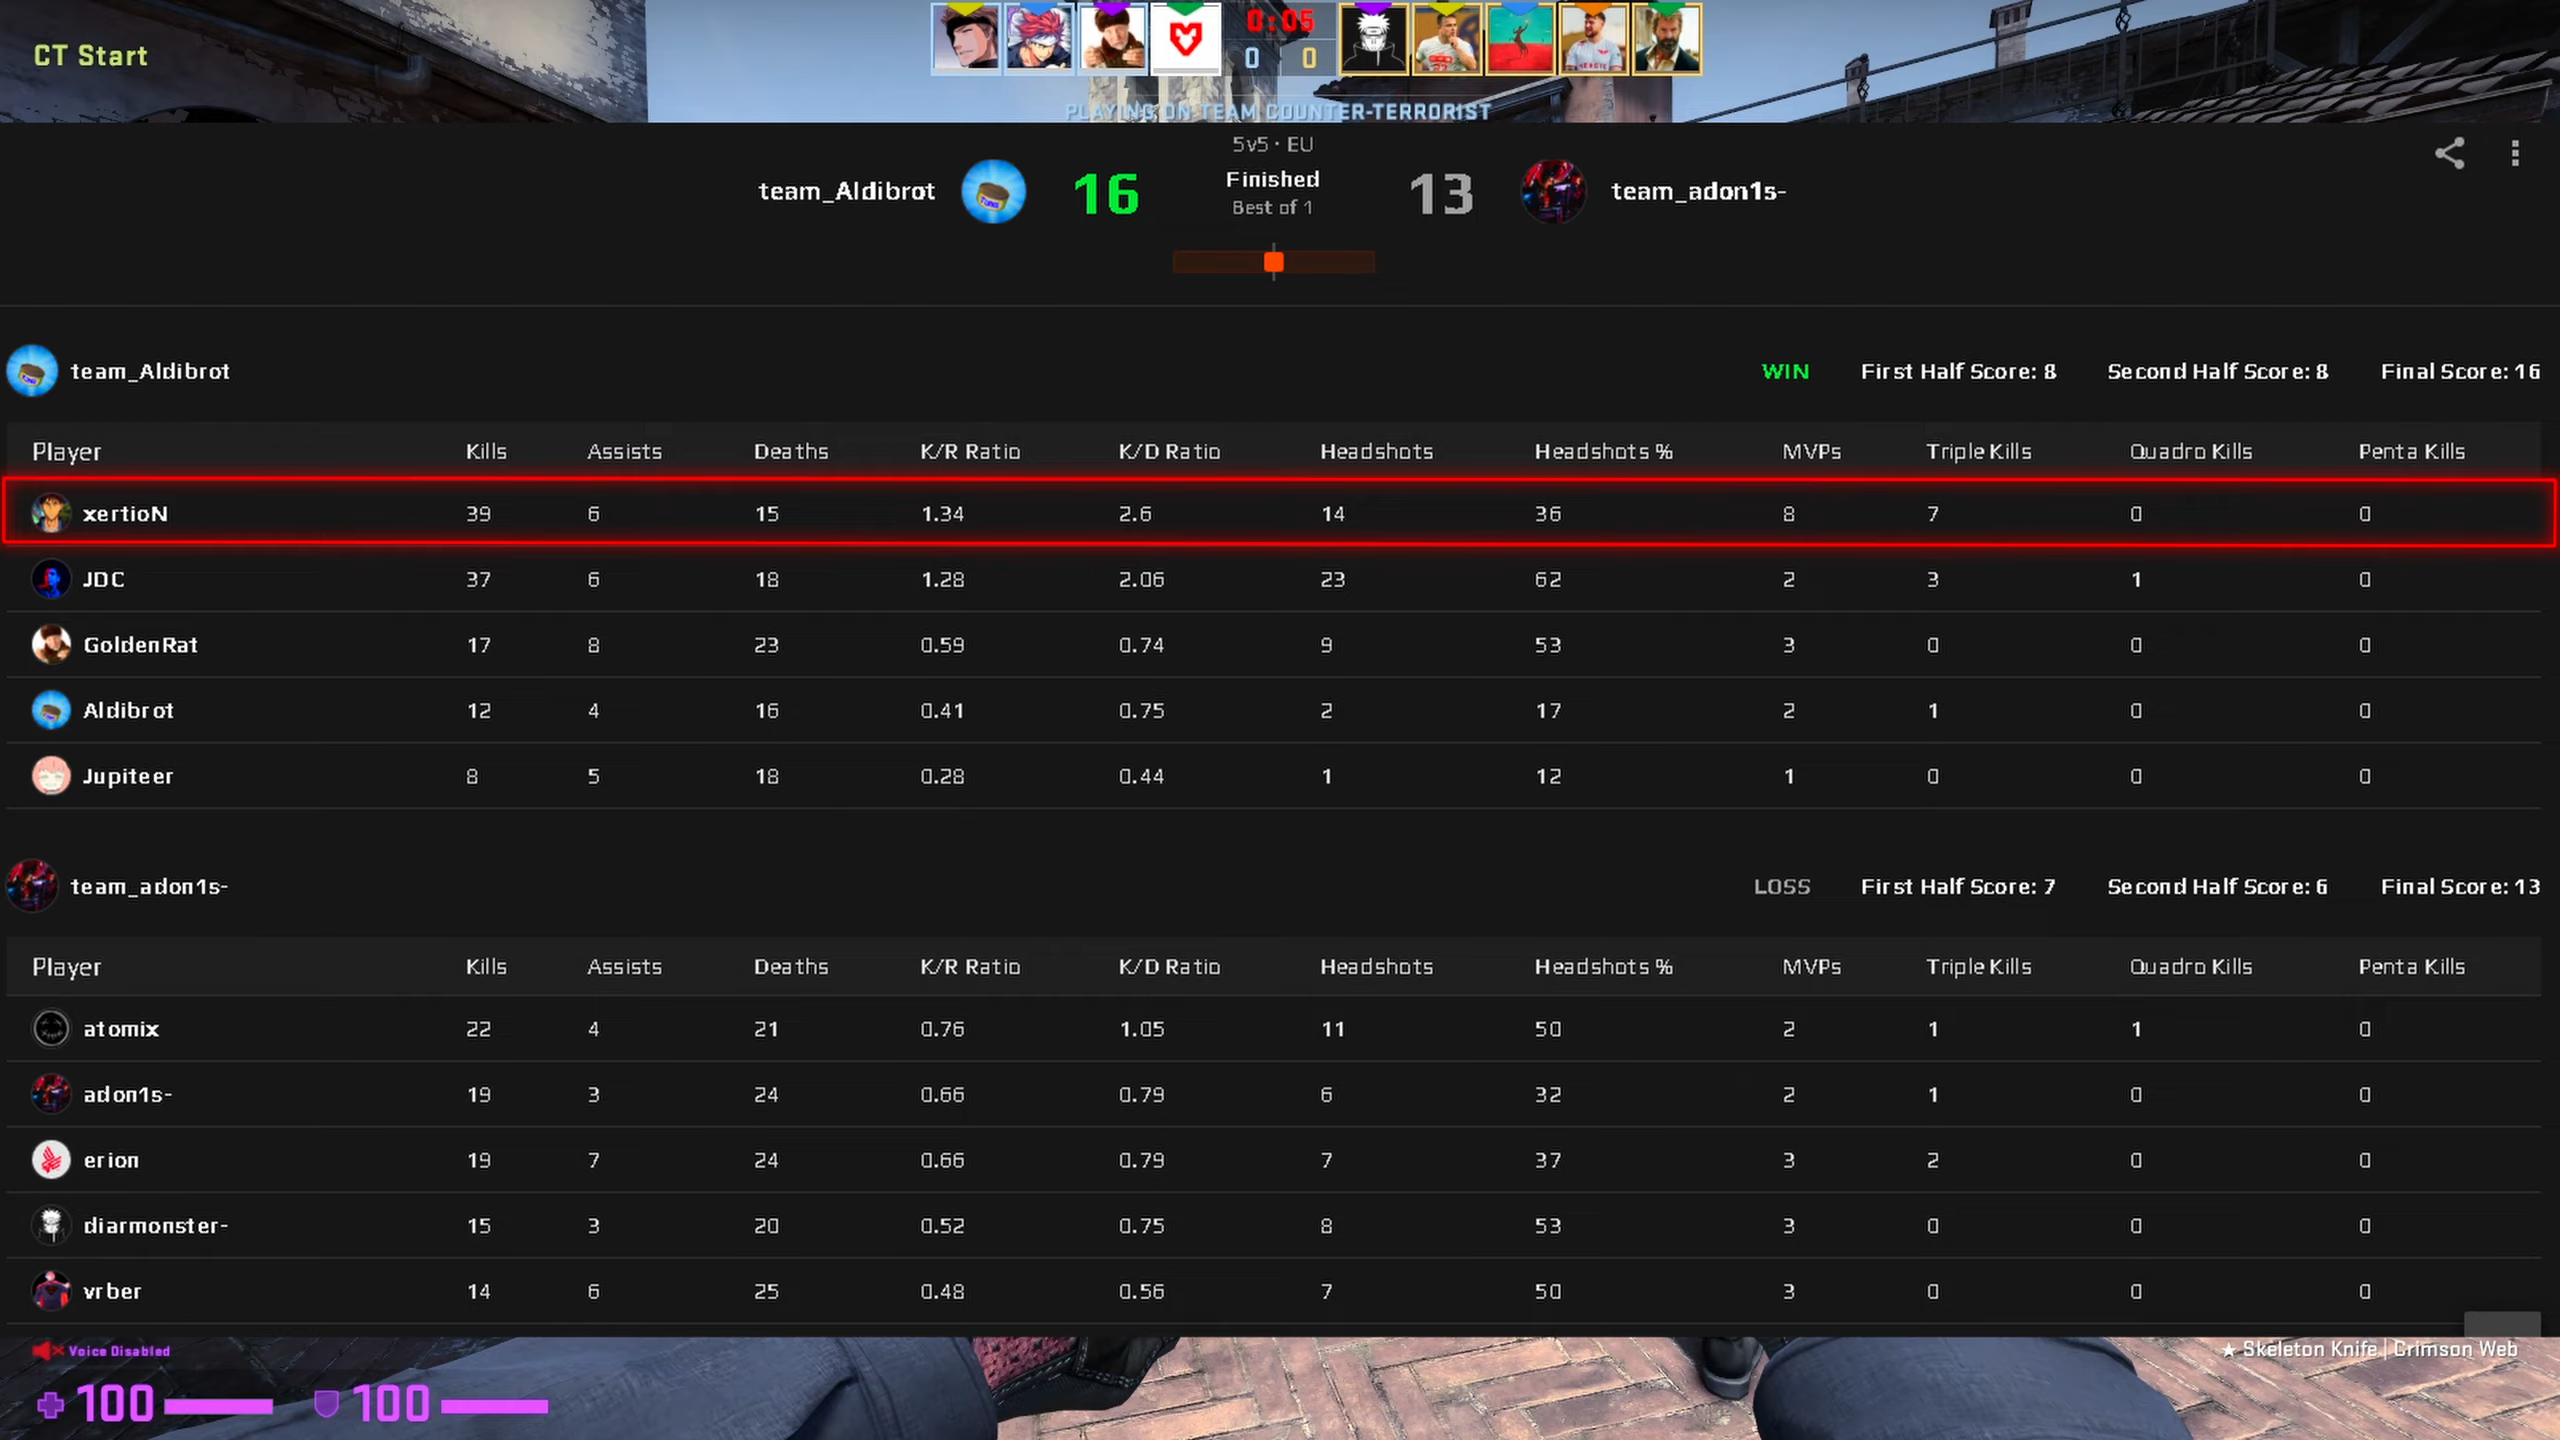 CT Start
0:05
0 0
PLAYING ON TEAM COUNTER-TERRORIST
5v5 · EU
team_Aldibrot 16 Finished 13 team_adon1s-
Best of 1
team_Aldibrot WIN First Half Score: 8 Second Half Score: 8 Final Score: 16
Player Kills Assists Deaths K/R Ratio K/D Ratio Headshots Headshots % MVPs Triple Kills Quadro Kills Penta Kills
xertioN 39 6 15 1.34 2.6 14 36 8 7 0 0
JDC 37 6 18 1.28 2.06 23 62 2 3 1 0
GoldenRat 17 8 23 0.59 0.74 9 53 3 0 0 0
Aldibrot 12 4 16 0.41 0.75 2 17 2 1 0 0
Jupiteer 8 5 18 0.28 0.44 1 12 1 0 0 0
team_adon1s- LOSS First Half Score: 7 Second Half Score: 6 Final Score: 13
Player Kills Assists Deaths K/R Ratio K/D Ratio Headshots Headshots % MVPs Triple Kills Quadro Kills Penta Kills
atomix 22 4 21 0.76 1.05 11 50 2 1 1 0
adon1s- 19 3 24 0.66 0.79 6 32 2 1 0 0
erion 19 7 24 0.66 0.79 7 37 3 2 0 0
diarmonster- 15 3 20 0.52 0.75 8 53 3 0 0 0
vrber 14 6 25 0.48 0.56 7 50 3 0 0 0
Voice Disabled
★ Skeleton Knife | Crimson Web
100 100